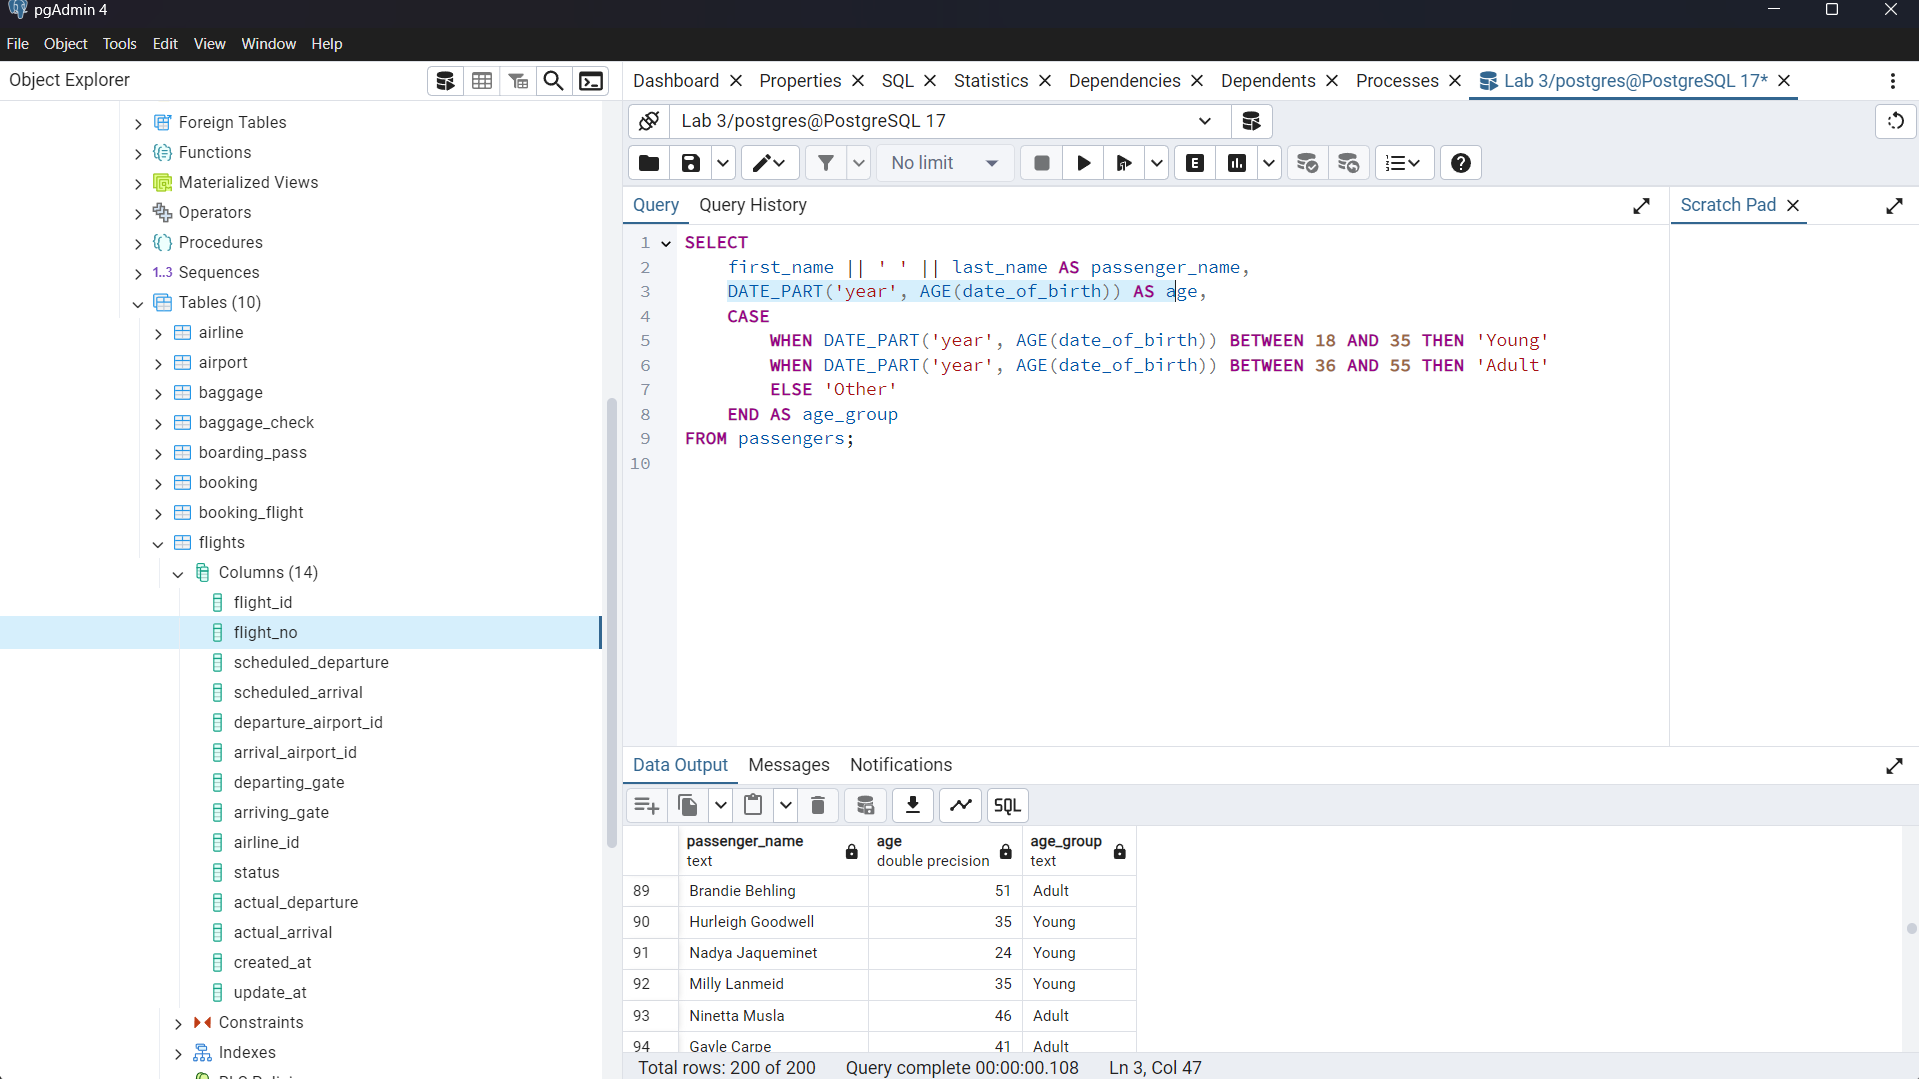 pgAdmin 4
File Object Tools Edit View Window Help
Object Explorer
Foreign Tables
Functions
Materialized Views
Operators
Procedures
1..3 Sequences
Tables (10)
airline
airport
baggage
baggage_check
boarding_pass
booking
booking_flight
flights
Columns (14)
flight_id
flight_no
scheduled_departure
scheduled_arrival
departure_airport_id
arrival_airport_id
departing_gate
arriving_gate
airline_id
status
actual_departure
actual_arrival
created_at
update_at
Constraints
Indexes
Dashboard Properties SQL Statistics Dependencies Dependents Processes Lab 3/postgres@PostgreSQL 17*
Lab 3/postgres@PostgreSQL 17
No limit E
Query Query History
Scratch Pad
1 SELECT
2 first_name || ' ' || last_name AS passenger_name,
3 DATE_PART('year', AGE(date_of_birth)) AS age,
4 CASE
5 WHEN DATE_PART('year', AGE(date_of_birth)) BETWEEN 18 AND 35 THEN 'Young'
6 WHEN DATE_PART('year', AGE(date_of_birth)) BETWEEN 36 AND 55 THEN 'Adult'
7 ELSE 'Other'
8 END AS age_group
9 FROM passengers;
10
Data Output Messages Notifications
SQL
passenger_name age age_group
text double precision text
89 Brandie Behling 51 Adult
90 Hurleigh Goodwell 35 Young
91 Nadya Jaqueminet 24 Young
92 Milly Lanmeid 35 Young
93 Ninetta Musla 46 Adult
94 Gayle Carpe 41 Adult
Total rows: 200 of 200 Query complete 00:00:00.108 Ln 3, Col 47